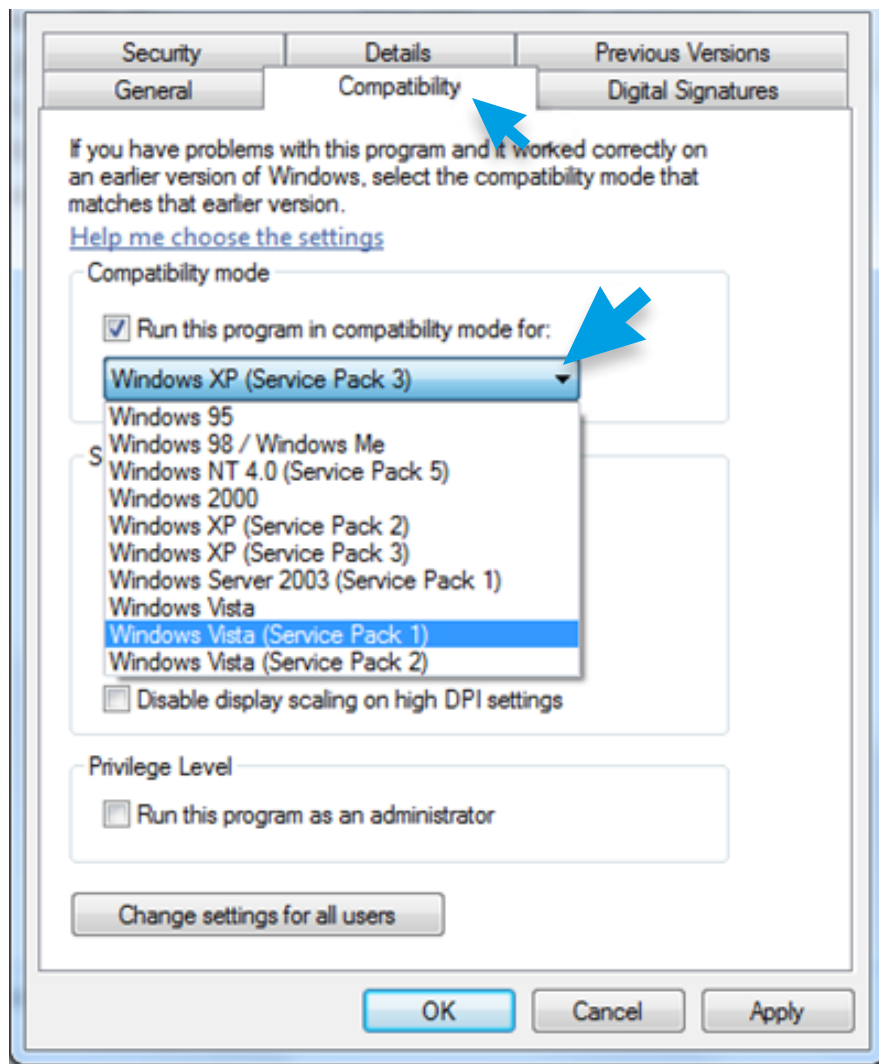 Security Details Previous Versions
General Compatibility Digital Signatures
If you have problems with this program and it worked correctly on
an earlier version of Windows, select the compatibility mode that
matches that earlier version.
Help me choose the settings
Compatibility mode
Run this program in compatibility mode for:
Windows XP (Service Pack 3)
Windows 95
Windows 98 / Windows Me
S
Windows NT 4.0 (Service Pack 5)
Windows 2000
Windows XP (Service Pack 2)
Windows XP (Service Pack 3)
Windows Server 2003 (Service Pack 1)
Windows Vista
Windows Vista (Service Pack 1)
Windows Vista (Service Pack 2)
Disable display scaling on high DPI settings
Privilege Level
Run this program as an administrator
Change settings for all users
OK Cancel Apply